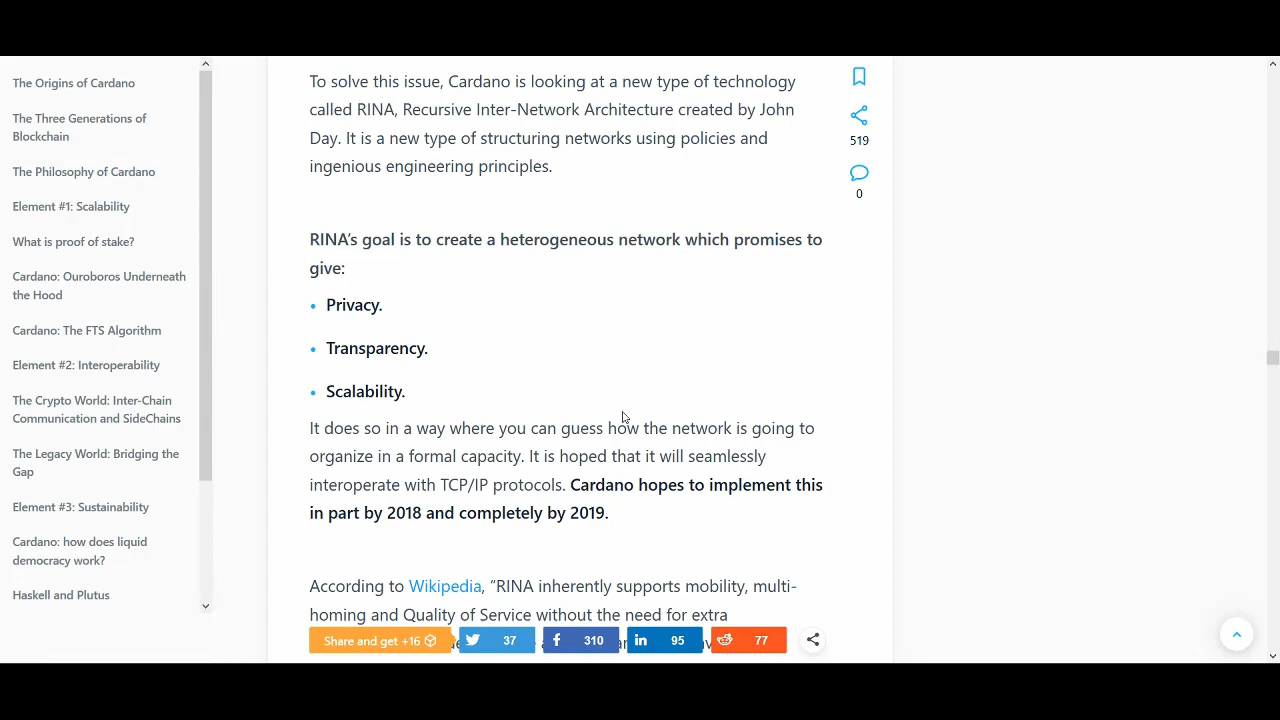 The Origins of Cardano
The Three Generations of
Blockchain
The Philosophy of Cardano
Element #1: Scalability
What is proof of stake?
Cardano: Ouroboros Underneath
the Hood
Cardano: The FTS Algorithm
Element #2: Interoperability
The Crypto World: Inter-Chain
Communication and SideChains
The Legacy World: Bridging the
Gap
Element #3: Sustainability
Cardano: how does liquid
democracy work?
Haskell and Plutus
To solve this issue, Cardano is looking at a new type of technology
called RINA, Recursive Inter-Network Architecture created by John
Day. It is a new type of structuring networks using policies and
ingenious engineering principles.
RINA’s goal is to create a heterogeneous network which promises to
give:
• Privacy.
• Transparency.
• Scalability.
It does so in a way where you can guess how the network is going to
organize in a formal capacity. It is hoped that it will seamlessly
interoperate with TCP/IP protocols. Cardano hopes to implement this
in part by 2018 and completely by 2019.
According to Wikipedia, “RINA inherently supports mobility, multi-
homing and Quality of Service without the need for extra
Share and get +16 37 310 95 77
519
0